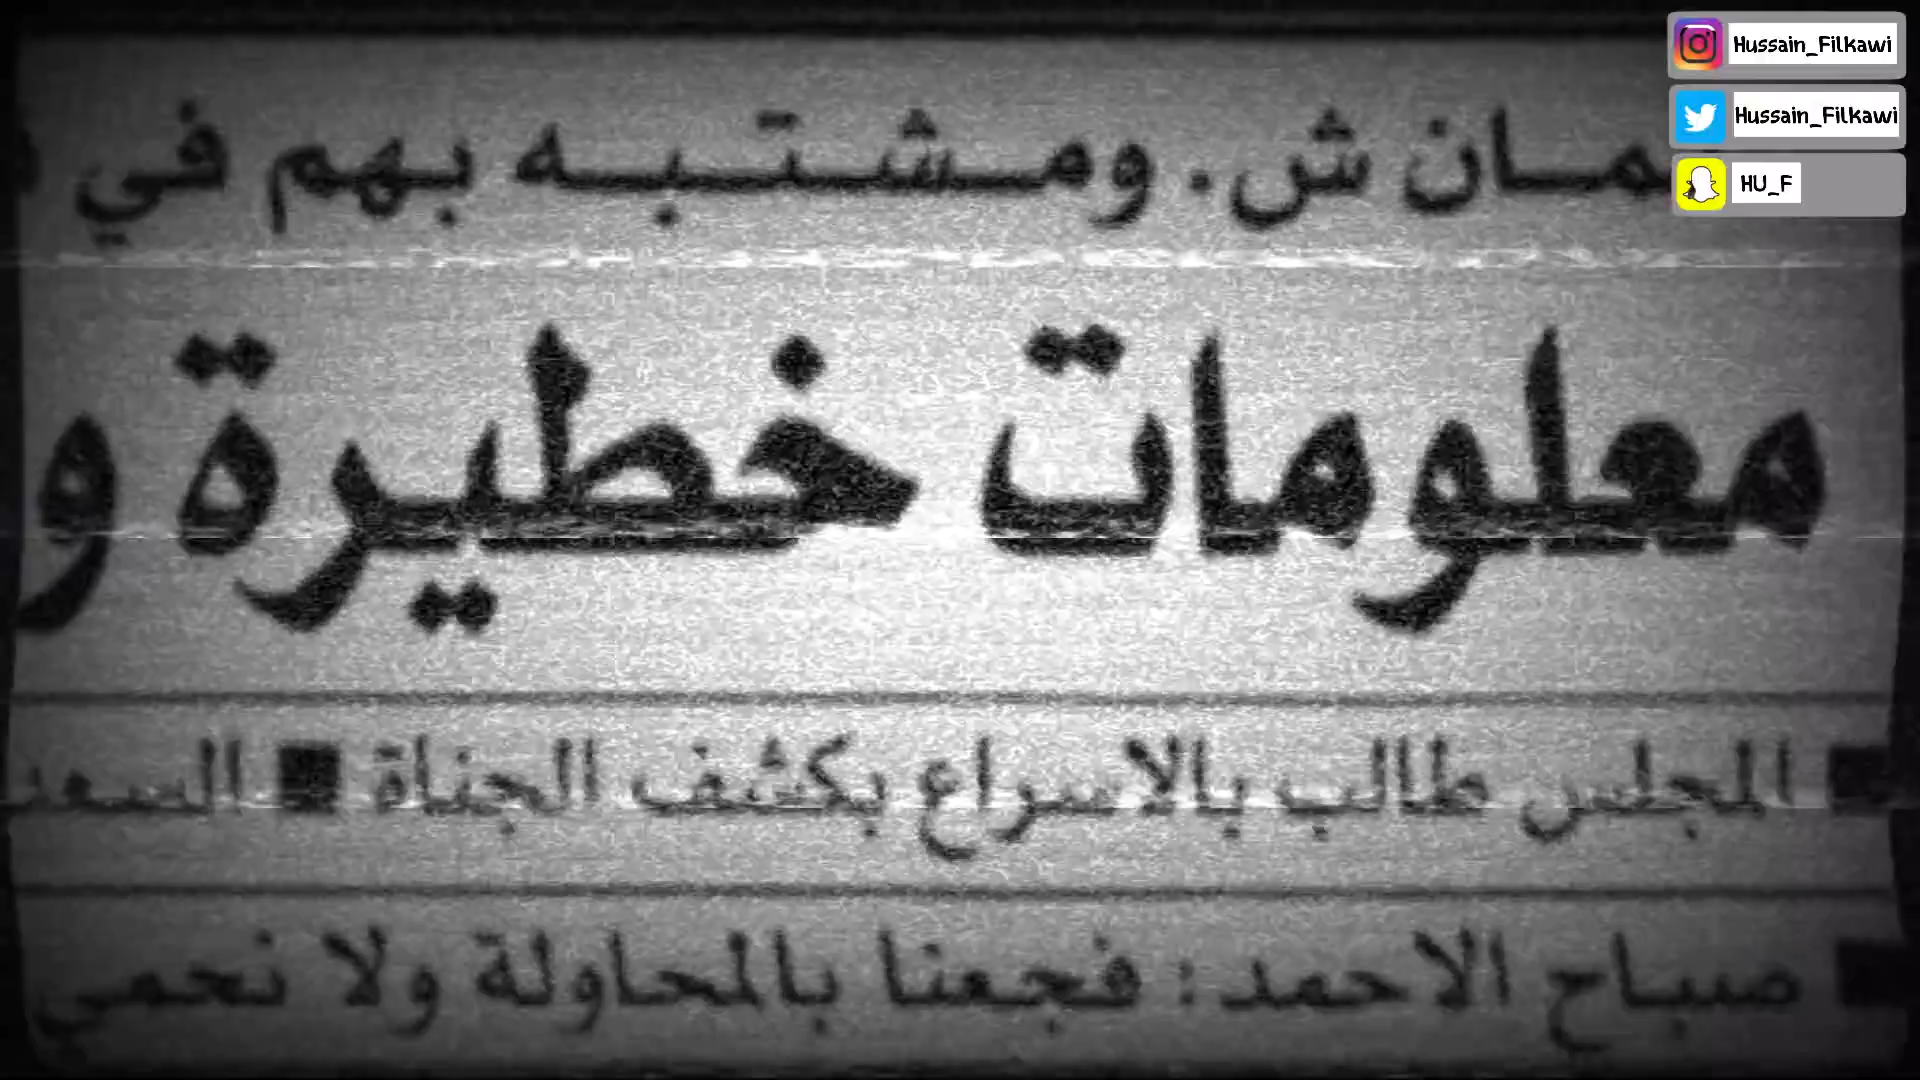 Hussain_Filkawi
Hussain_Filkawi
HU_F
ش. ومشتبه بهم في
معلومات خطيرة و
المجلس طالب بالاسراع بكشف الجناة ■
صباح الاحمد: فجعنا بالمحاولة ولا نحمي